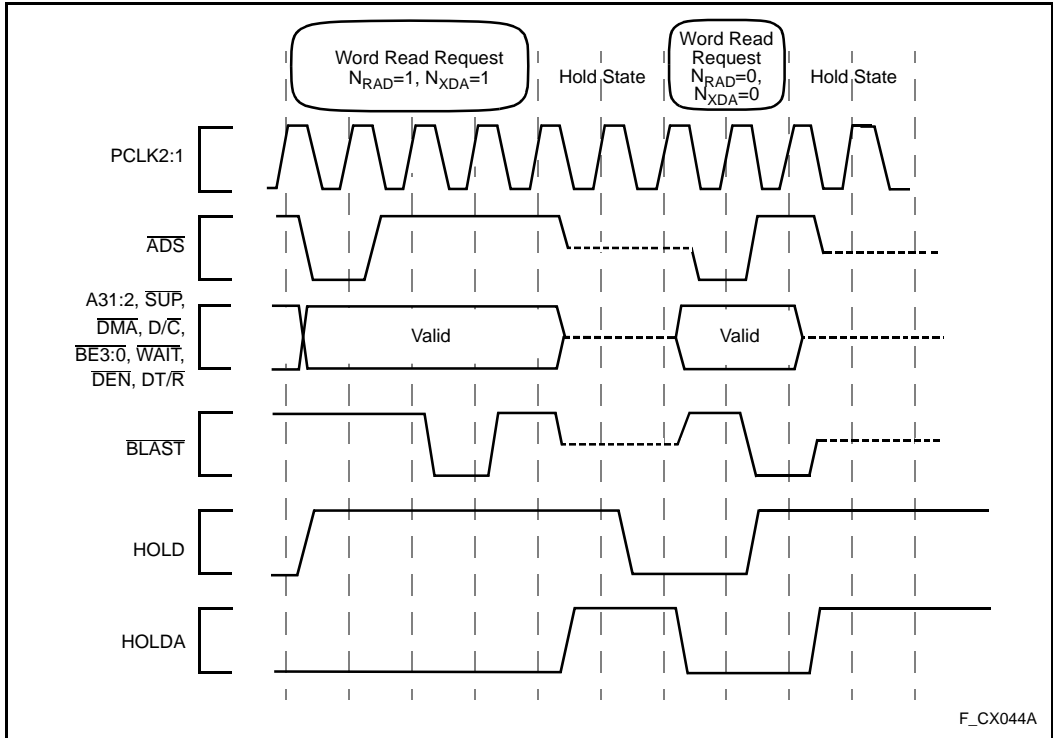 Word Read Request
NRAD=1, NXDA=1
Hold State
Word Read
Request
NRAD=0,
NXDA=0
Hold State
PCLK2:1
ADS
A31:2, SUP,
DMA, D/C,
BE3:0, WAIT,
DEN, DT/R
Valid
Valid
BLAST
HOLD
HOLDA
F_CX044A